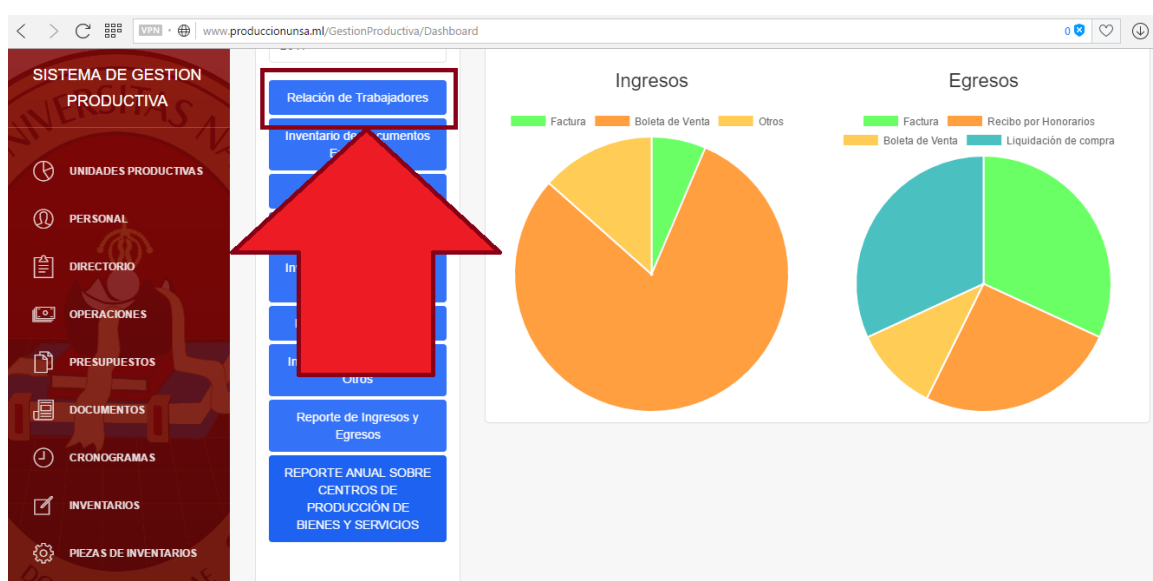 VPN www.produccionunsa.ml/GestionProductiva/Dashboard 0
SISTEMA DE GESTION
PRODUCTIVA
UNIDADES PRODUCTIVAS
PERSONAL
DIRECTORIO
OPERACIONES
PRESUPUESTOS
DOCUMENTOS
CRONOGRAMAS
INVENTARIOS
PIEZAS DE INVENTARIOS
Relación de Trabajadores
Inventario de
Otros
Reporte de Ingresos y
Egresos
REPORTE ANUAL SOBRE
CENTROS DE
PRODUCCIÓN DE
BIENES Y SERVICIOS
Ingresos
Factura Boleta de Venta Otros
Egresos
Factura Recibo por Honorarios
Boleta de Venta Liquidación de compra